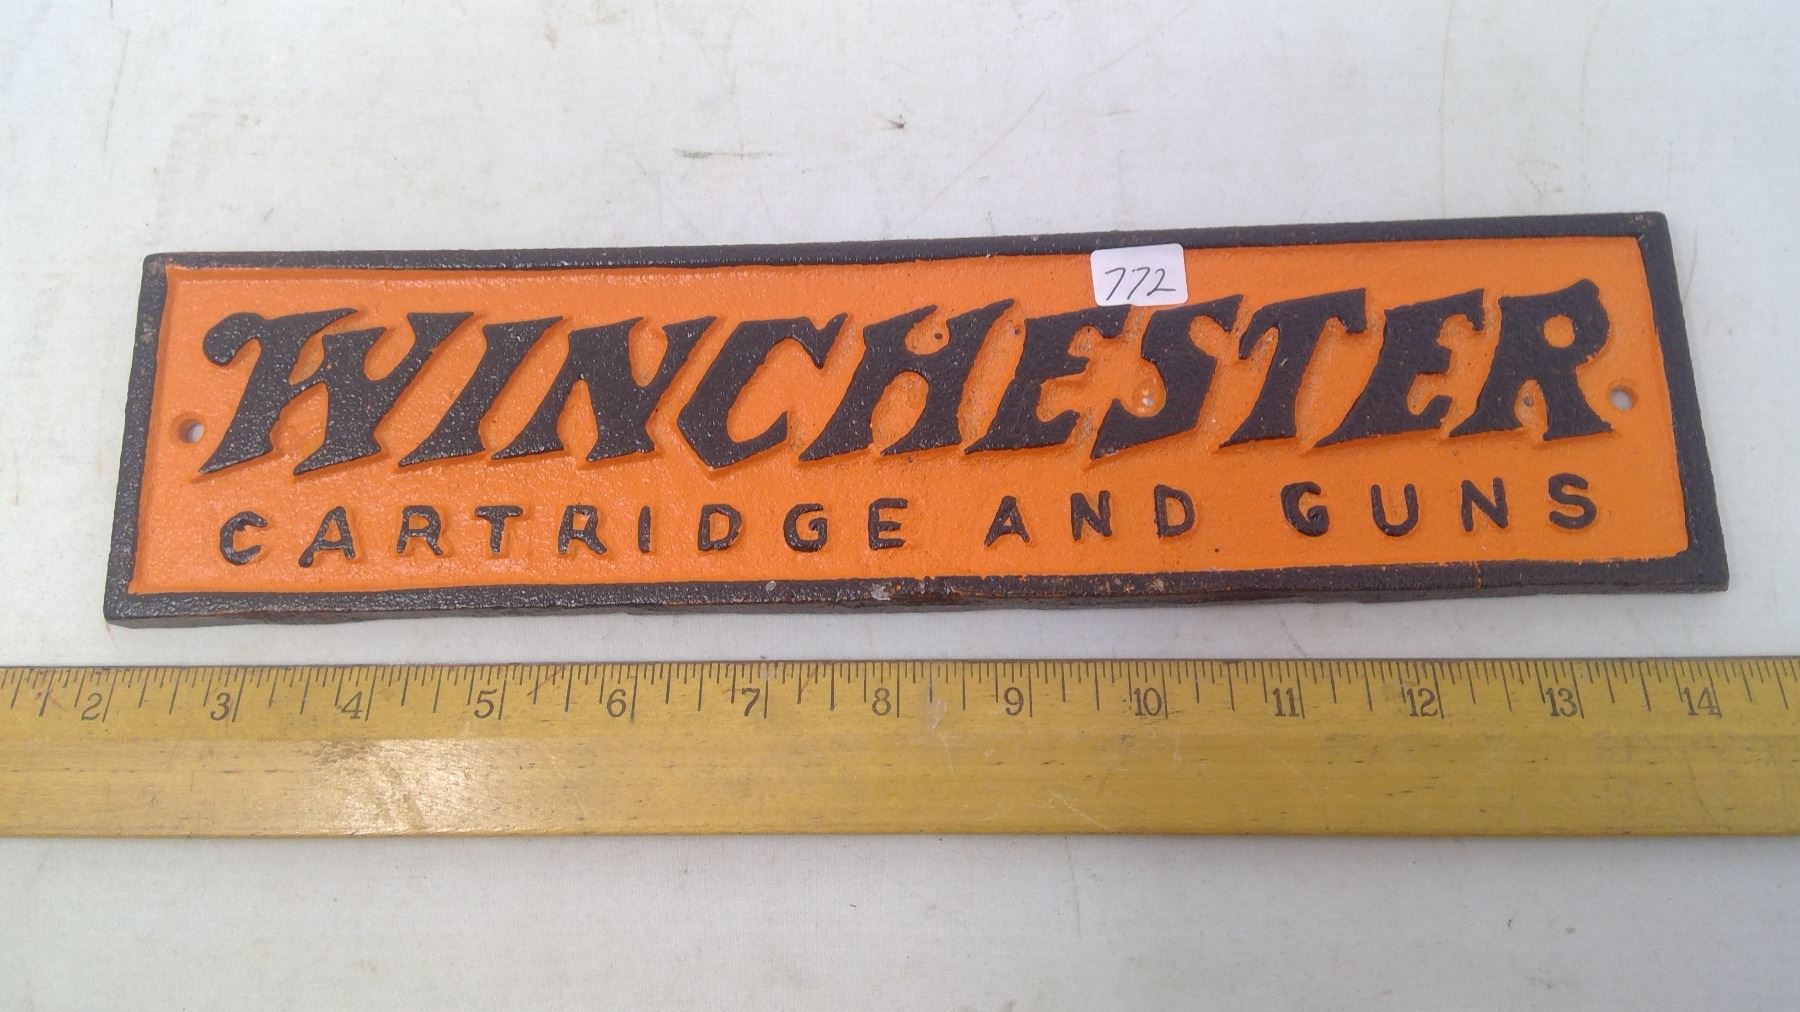 772
WINCHESTER
CARTRIDGE AND GUNS
2 3 4 5 6 7 8 9 10 11 12 13 14